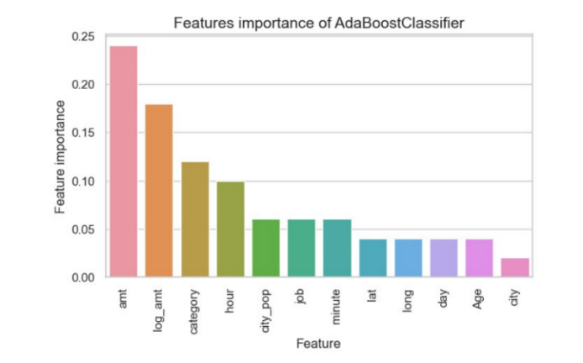 Features importance of AdaBoostClassifier
0.25
0.20
0.15
0.10
0.05
0.00
Feature importance
amt
log_amt
category
hour
city_pop
job
minute
lat
long
day
Age
city
Feature